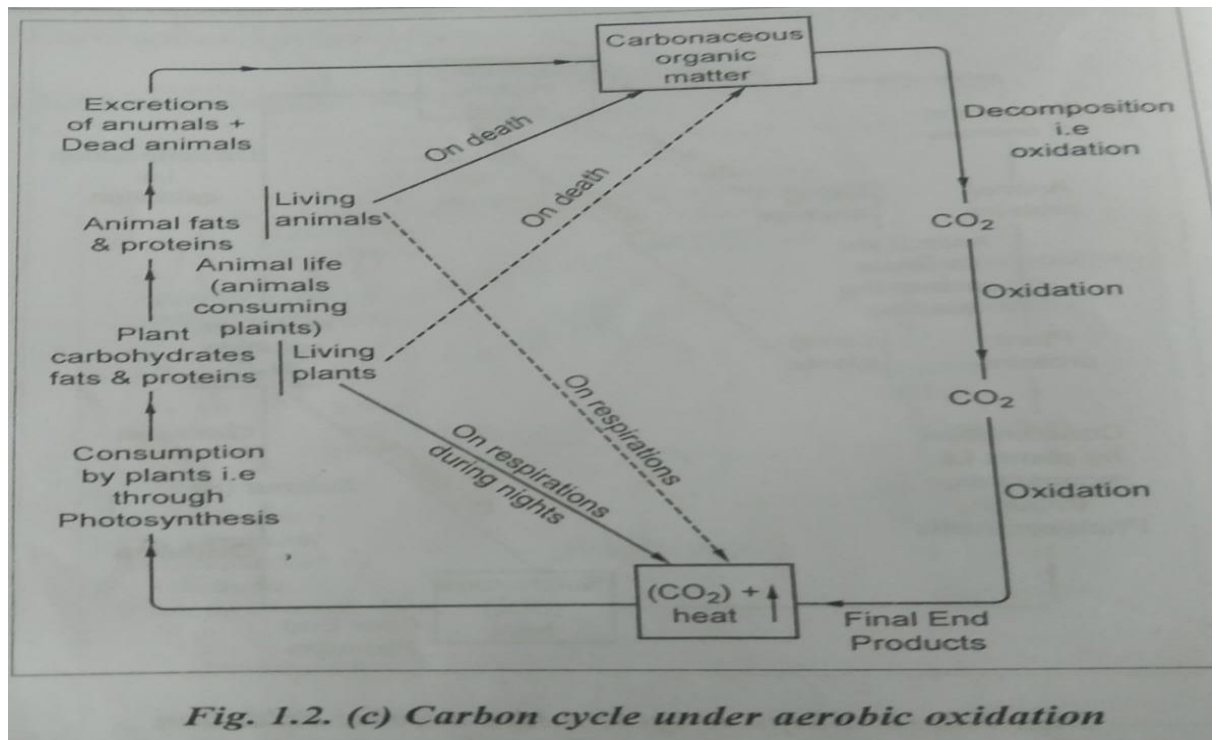 Carbonaceous
organic
matter
Excretions
of anumals +
Dead animals
On death
Decomposition
i.e
oxidation
Living
animals
On death
Animal fats
& proteins
CO₂
Animal life
(animals
consuming
plaints)
Oxidation
Plant
carbohydrates
fats & proteins
Living
plants
CO₂
On respirations
On respirations
during nights
Consumption
by plants i.e
through
Photosynthesis
Oxidation
(CO₂) +
heat
Final End
Products
Fig. 1.2. (c) Carbon cycle under aerobic oxidation